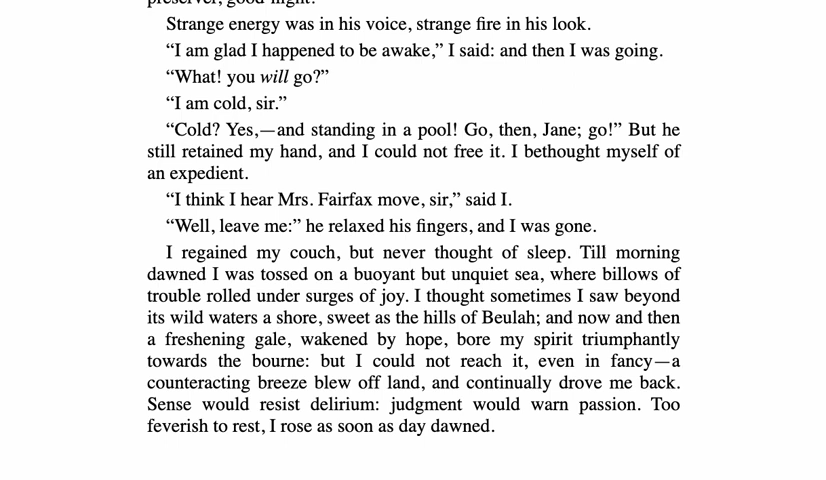 preserver, good night!
Strange energy was in his voice, strange fire in his look.
“I am glad I happened to be awake,” I said: and then I was going.
“What! you will go?”
“I am cold, sir.”
“Cold? Yes,—and standing in a pool! Go, then, Jane; go!” But he
still retained my hand, and I could not free it. I bethought myself of
an expedient.
“I think I hear Mrs. Fairfax move, sir,” said I.
“Well, leave me:” he relaxed his fingers, and I was gone.
I regained my couch, but never thought of sleep. Till morning
dawned I was tossed on a buoyant but unquiet sea, where billows of
trouble rolled under surges of joy. I thought sometimes I saw beyond
its wild waters a shore, sweet as the hills of Beulah; and now and then
a freshening gale, wakened by hope, bore my spirit triumphantly
towards the bourne: but I could not reach it, even in fancy—a
counteracting breeze blew off land, and continually drove me back.
Sense would resist delirium: judgment would warn passion. Too
feverish to rest, I rose as soon as day dawned.